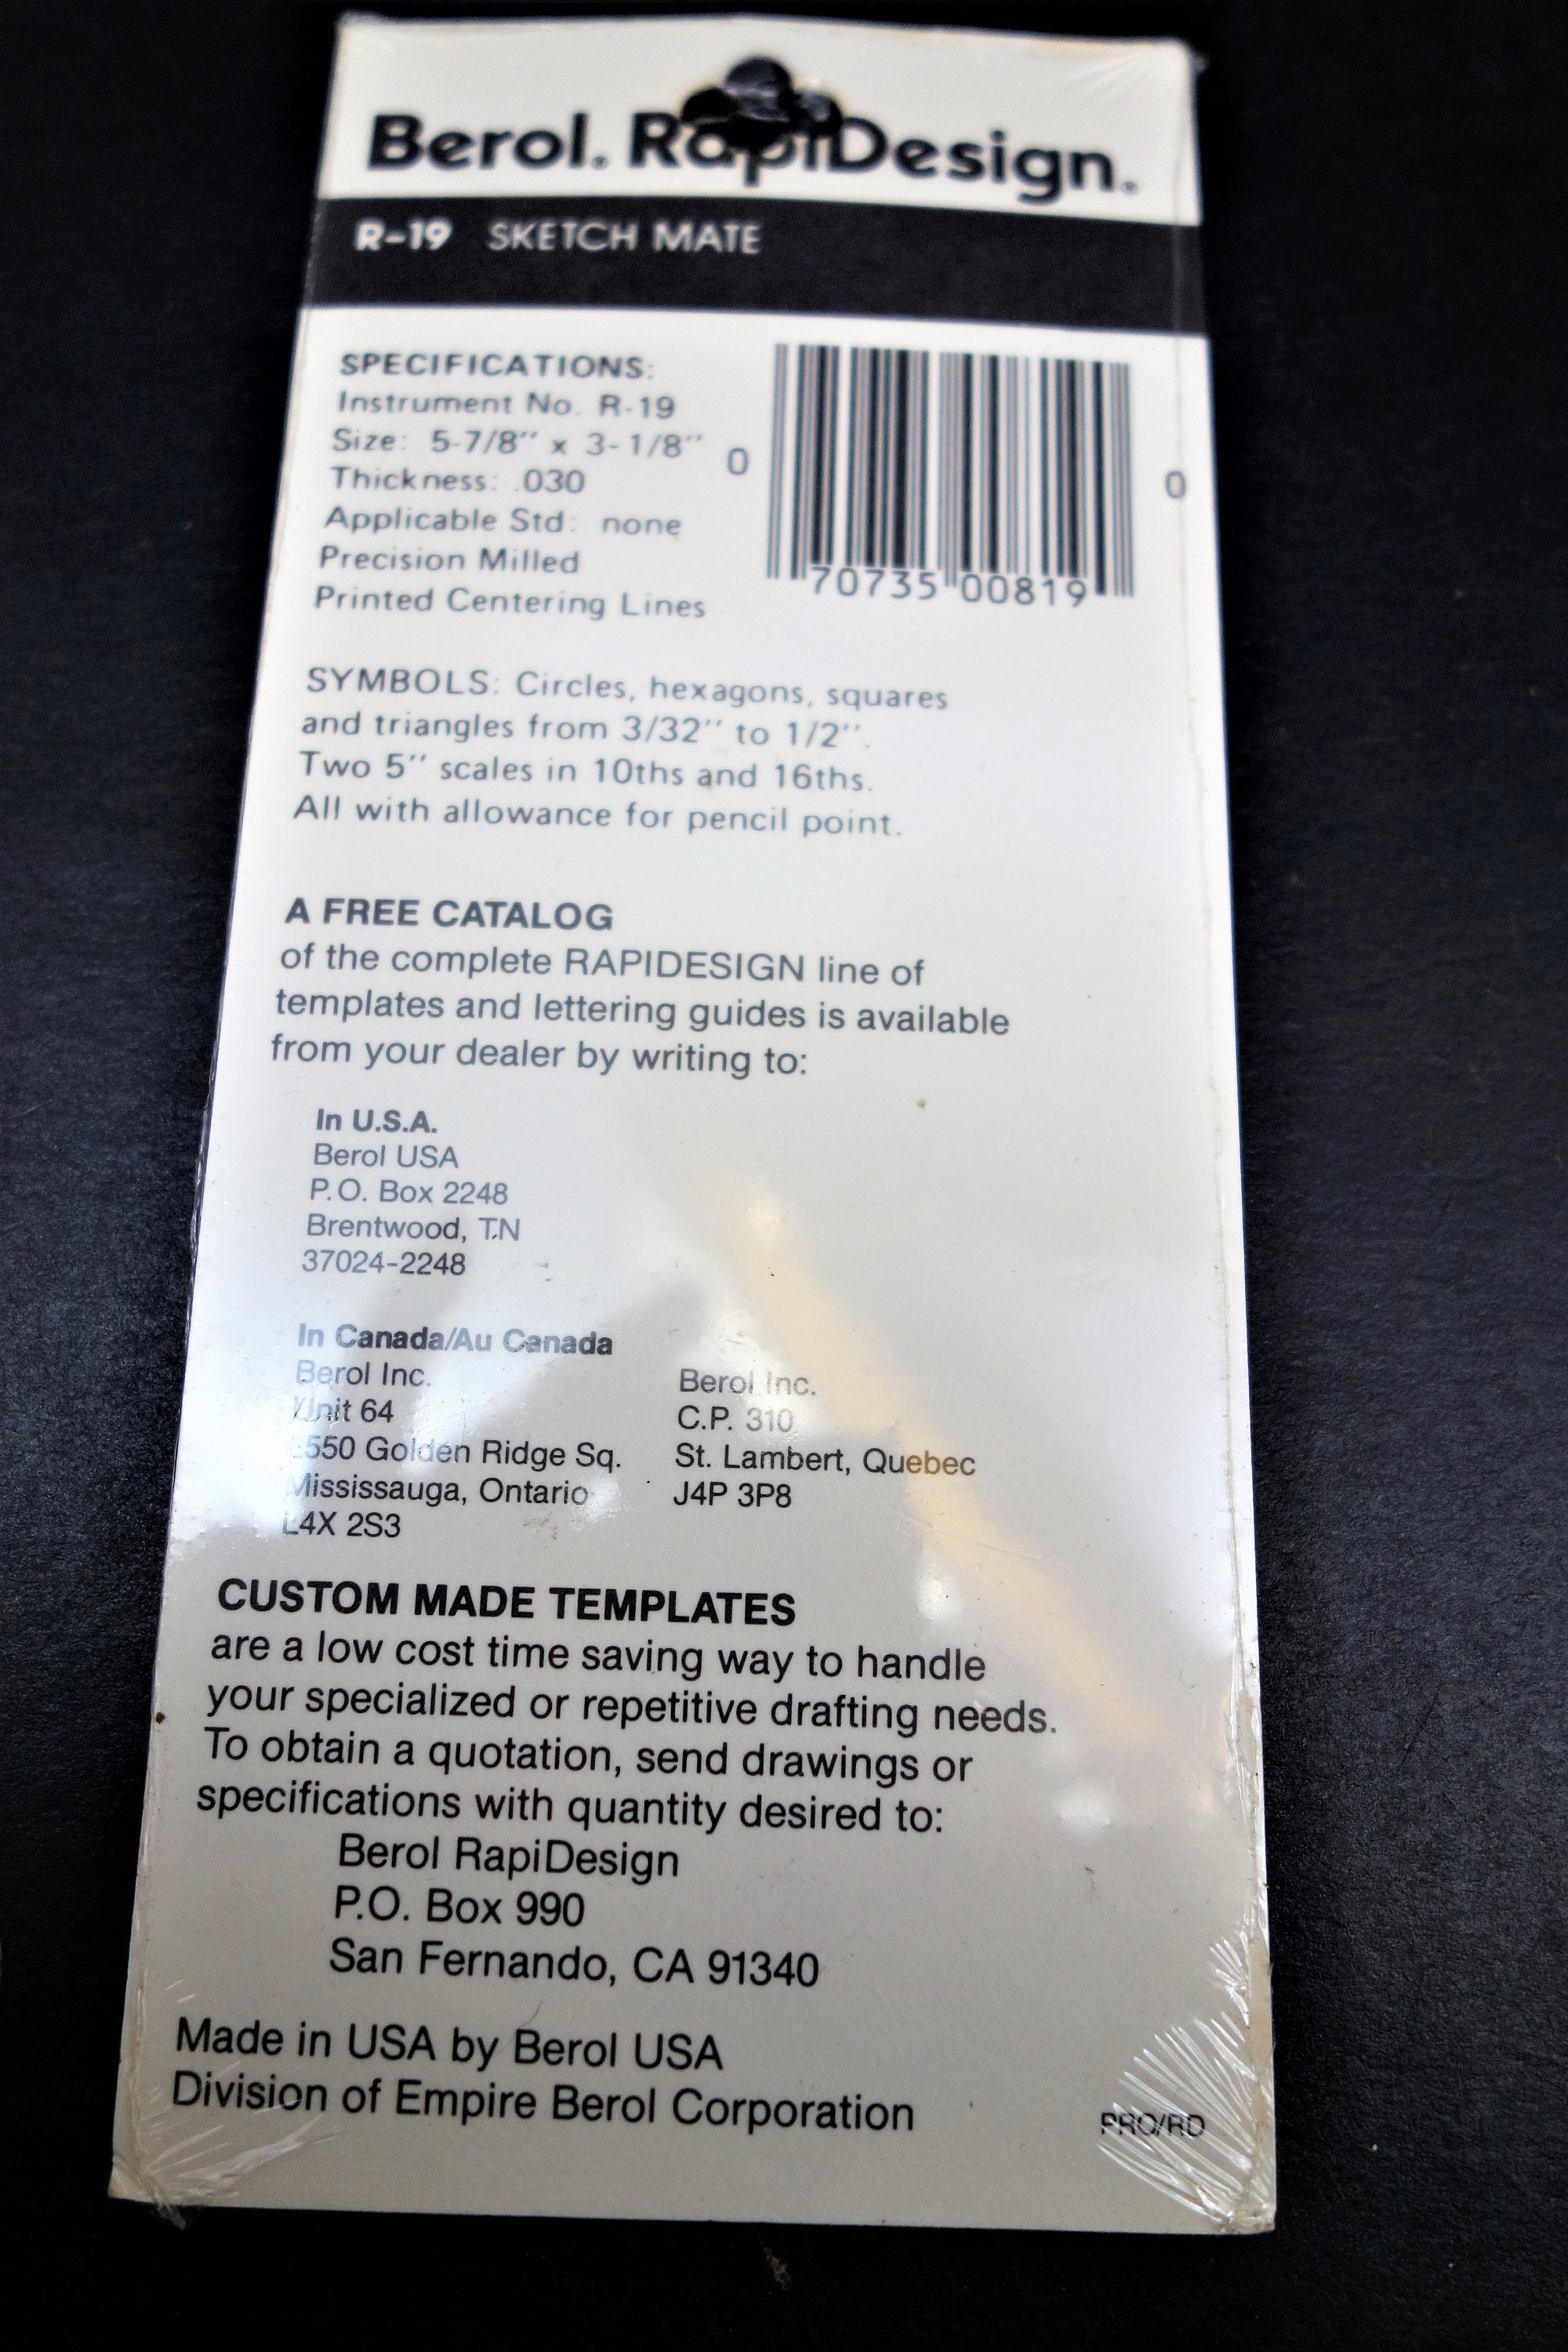 Berol. RapiDesign.
R-19 SKETCH MATE
SPECIFICATIONS:
Instrument No. R-19
Size: 5-7/8" x 3-1/8"
Thickness: .030
Applicable Std: none
Precision Milled
Printed Centering Lines
0 70735 00819 0
SYMBOLS: Circles, hexagons, squares
and triangles from 3/32" to 1/2".
Two 5" scales in 10ths and 16ths.
All with allowance for pencil point.
A FREE CATALOG
of the complete RAPIDESIGN line of
templates and lettering guides is available
from your dealer by writing to:
In U.S.A.
Berol USA
P.O. Box 2248
Brentwood, TN
37024-2248
In Canada/Au Canada
Berol Inc.
Unit 64
Golden Ridge Sq.
Mississauga, Ontario
L4X 2S3
Berol Inc.
C.P. 310
St. Lambert, Quebec
J4P 3P8
CUSTOM MADE TEMPLATES
are a low cost time saving way to handle
your specialized or repetitive drafting needs.
To obtain a quotation, send drawings or
specifications with quantity desired to:
Berol RapiDesign
P.O. Box 990
San Fernando, CA 91340
Made in USA by Berol USA
Division of Empire Berol Corporation
PRO/RD